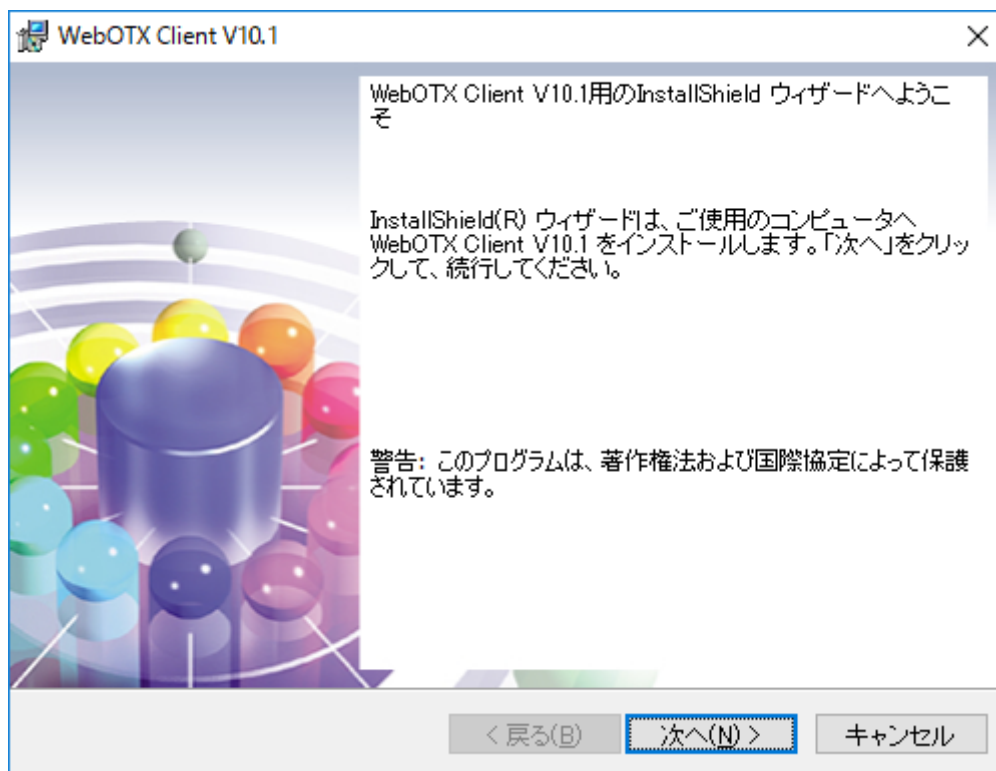 WebOTX Client V10.1
WebOTX Client V10.1用のInstallShield ウィザードへようこ
そ
InstallShield(R) ウィザードは、ご使用のコンピュータへ
WebOTX Client V10.1 をインストールします。「次へ」をクリッ
クして、続行してください。
警告: このプログラムは、著作権法および国際協定によって保護
されています。
< 戻る(B)
次へ(N) >
キャンセル